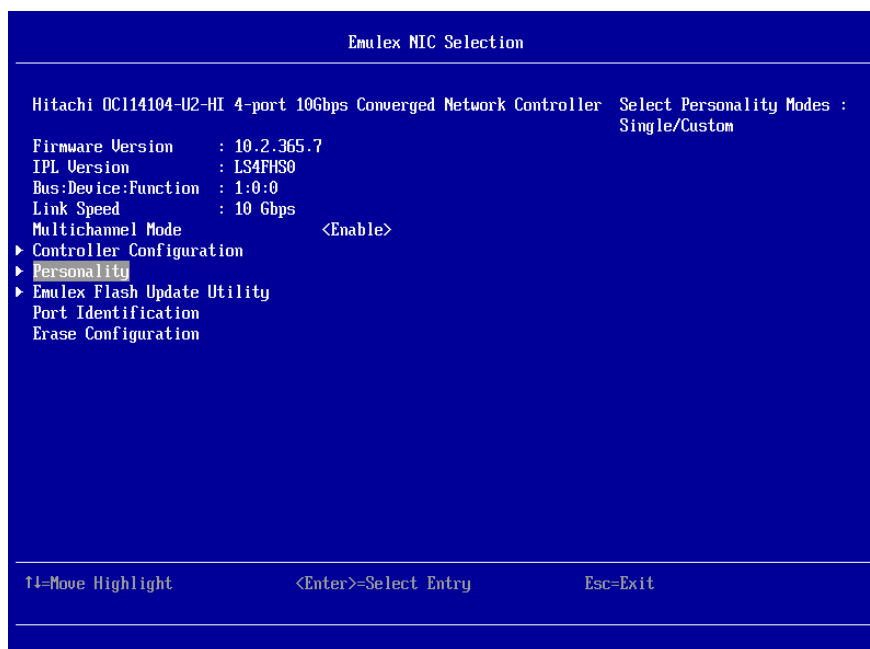 Emulex NIC Selection
Hitachi OCl14104-U2-HI 4-port 10Gbps Converged Network Controller
Select Personality Modes :
Single/Custom
Firmware Version : 10.2.365.7
IPL Version : LS4FHS0
Bus:Device:Function : 1:0:0
Link Speed : 10 Gbps
Multichannel Mode <Enable>
Controller Configuration
Personality
Emulex Flash Update Utility
Port Identification
Erase Configuration
↑↓=Move Highlight <Enter>=Select Entry Esc=Exit